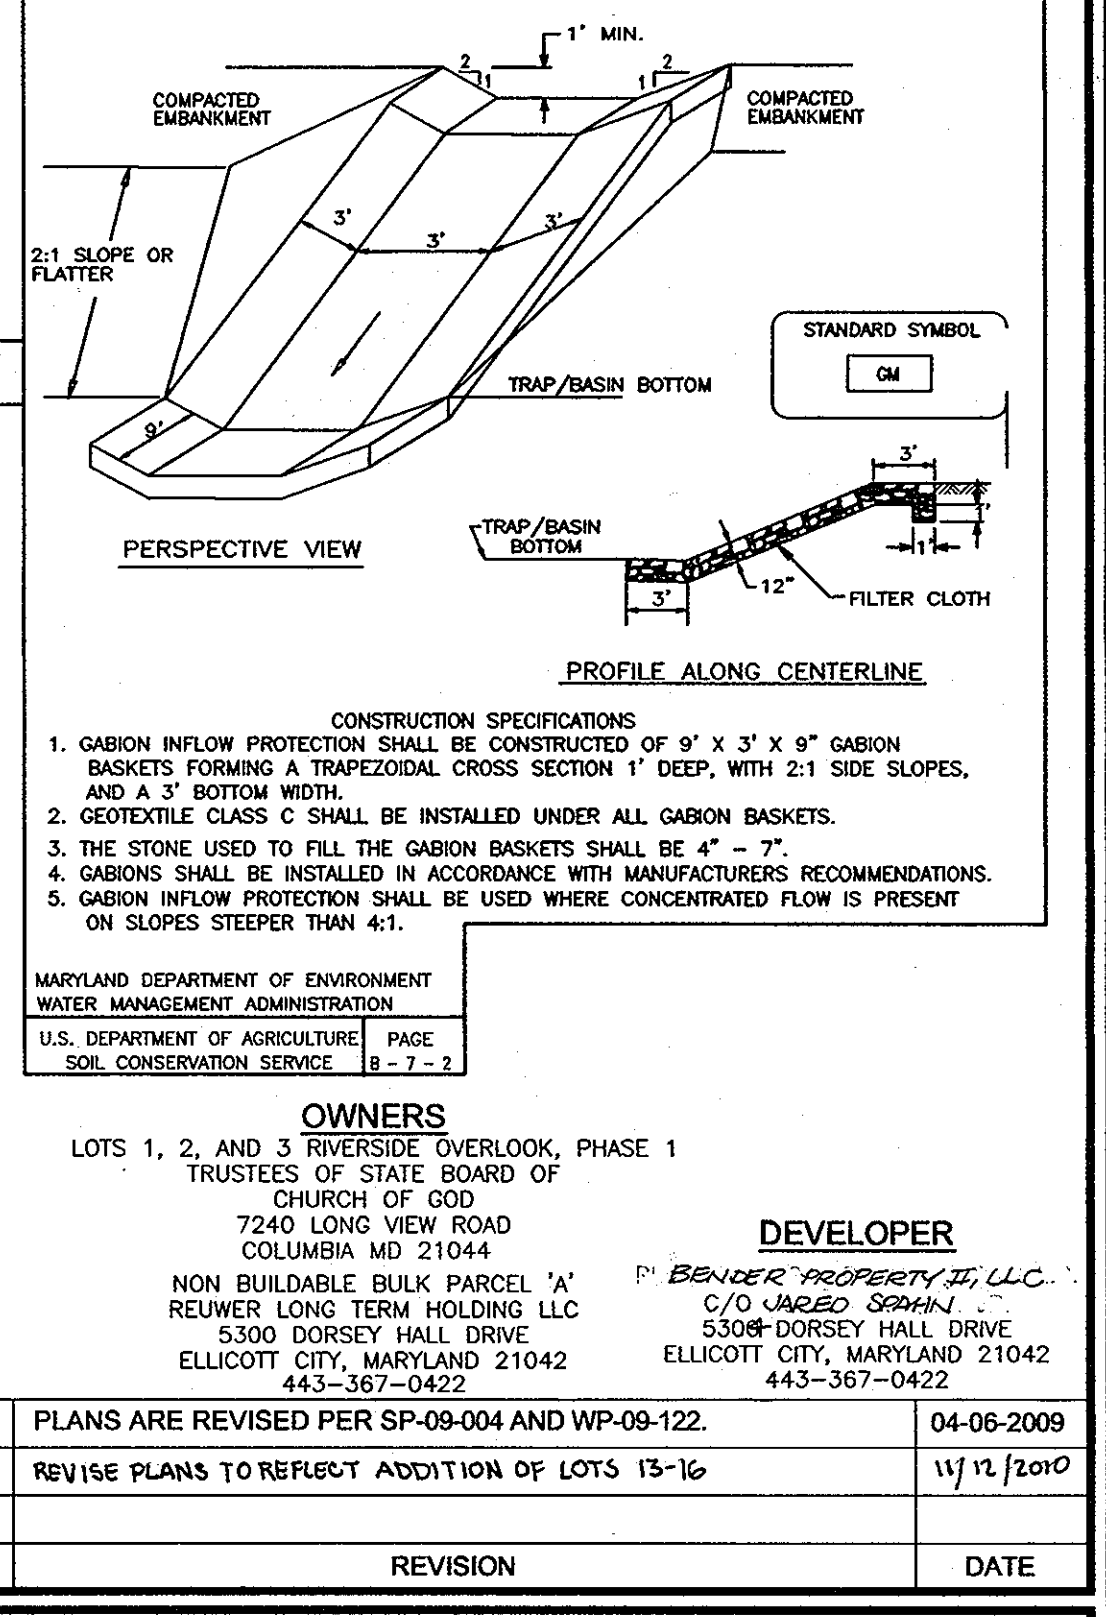 1' MIN.
2
1
2
1
COMPACTED
EMBANKMENT
COMPACTED
EMBANKMENT
3'
3'
3'
2:1 SLOPE OR
FLATTER
STANDARD SYMBOL
GM
TRAP/BASIN BOTTOM
9'
3'
PERSPECTIVE VIEW
TRAP/BASIN
BOTTOM
1'
1'
12"
3'
FILTER CLOTH
PROFILE ALONG CENTERLINE
CONSTRUCTION SPECIFICATIONS
1. GABION INFLOW PROTECTION SHALL BE CONSTRUCTED OF 9' X 3' X 9" GABION
BASKETS FORMING A TRAPEZOIDAL CROSS SECTION 1' DEEP, WITH 2:1 SIDE SLOPES,
AND A 3' BOTTOM WIDTH.
2. GEOTEXTILE CLASS C SHALL BE INSTALLED UNDER ALL GABION BASKETS.
3. THE STONE USED TO FILL THE GABION BASKETS SHALL BE 4" - 7".
4. GABIONS SHALL BE INSTALLED IN ACCORDANCE WITH MANUFACTURERS RECOMMENDATIONS.
5. GABION INFLOW PROTECTION SHALL BE USED WHERE CONCENTRATED FLOW IS PRESENT
ON SLOPES STEEPER THAN 4:1.
MARYLAND DEPARTMENT OF ENVIRONMENT
WATER MANAGEMENT ADMINISTRATION
U.S. DEPARTMENT OF AGRICULTURE
SOIL CONSERVATION SERVICE
PAGE
B - 7 - 2
OWNERS
LOTS 1, 2, AND 3 RIVERSIDE OVERLOOK, PHASE 1
TRUSTEES OF STATE BOARD OF
CHURCH OF GOD
7240 LONG VIEW ROAD
COLUMBIA MD 21044
NON BUILDABLE BULK PARCEL 'A'
REUWER LONG TERM HOLDING LLC
5300 DORSEY HALL DRIVE
ELLICOTT CITY, MARYLAND 21042
443-367-0422
DEVELOPER
BENDER PROPERTY II, LLC.
C/O JARED SPAHN
DORSEY HALL DRIVE
ELLICOTT CITY, MARYLAND 21042
443-367-0422
PLANS ARE REVISED PER SP-09-004 AND WP-09-122.
04-06-2009
REVISE PLANS TO REFLECT ADDITION OF LOTS 13-16
11/12/2010
REVISION
DATE